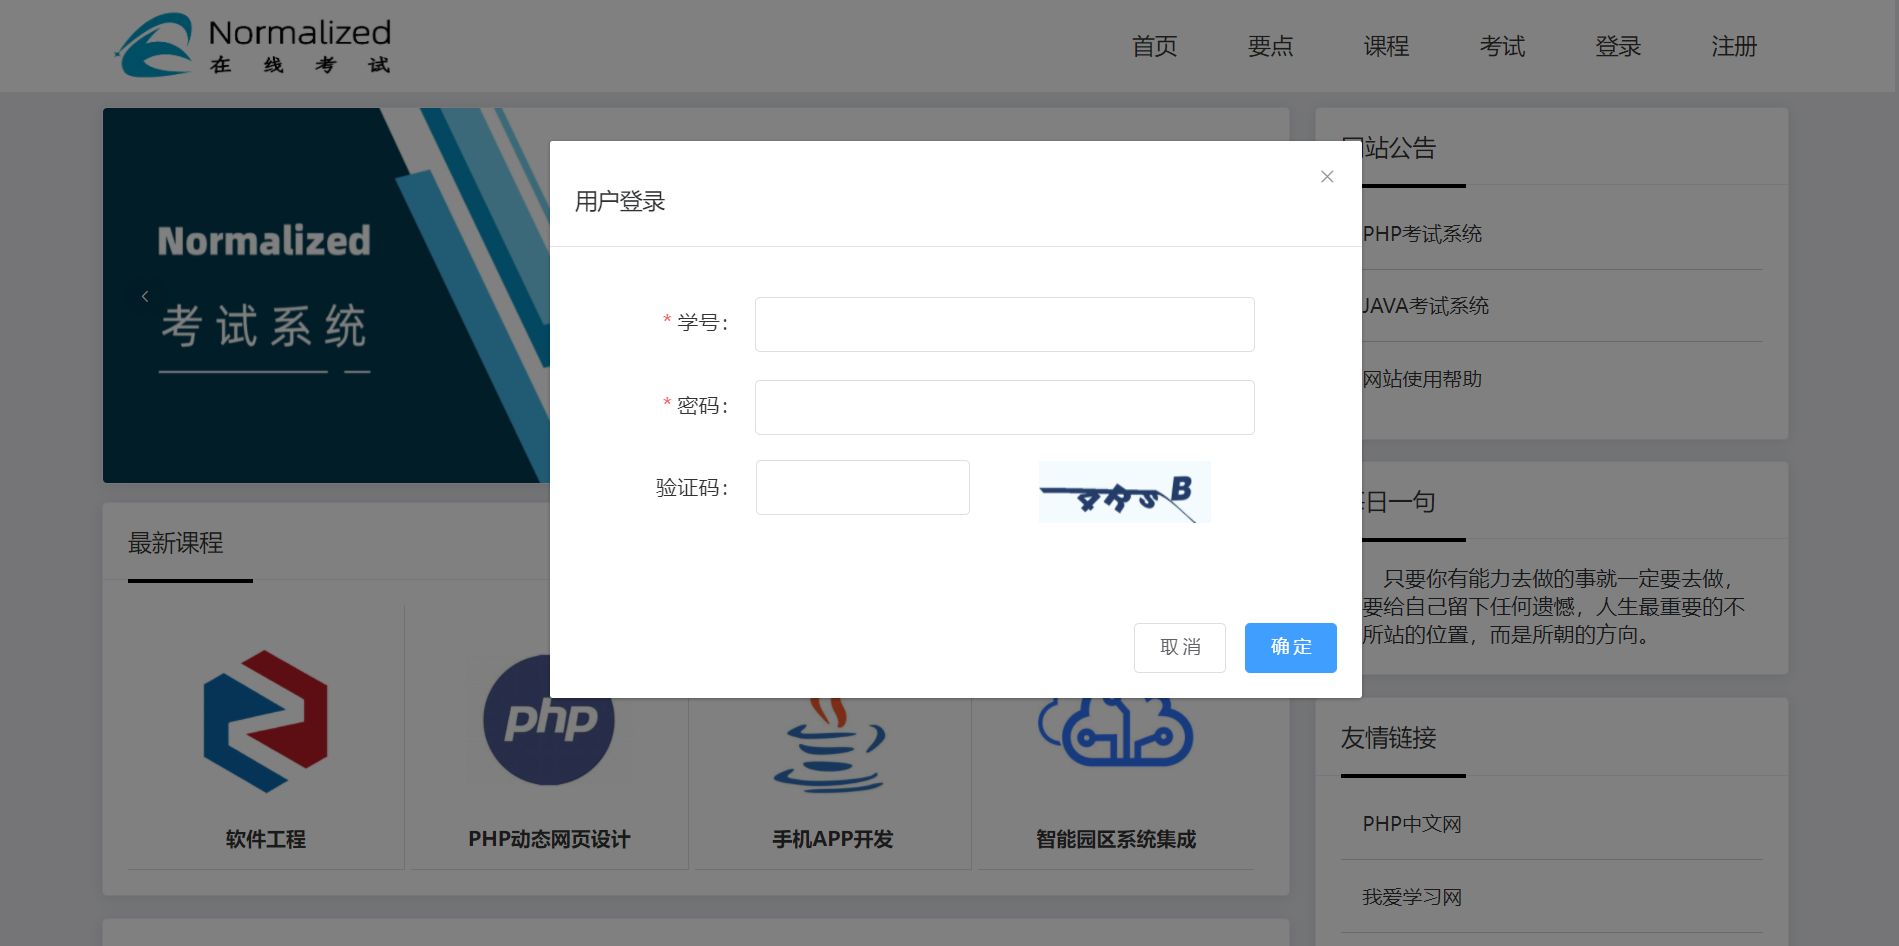 Normalized
在线考试
首页 要点 课程 考试 登录 注册
Normalized
考试系统
用户登录
* 学号：
* 密码：
验证码：
取消 确定
站公告
PHP考试系统
JAVA考试系统
网站使用帮助
日一句
只要你有能力去做的事就一定要去做，
要给自己留下任何遗憾，人生最重要的不
所站的位置，而是所朝的方向。
最新课程
php
软件工程
PHP动态网页设计
手机APP开发
智能园区系统集成
友情链接
PHP中文网
我爱学习网